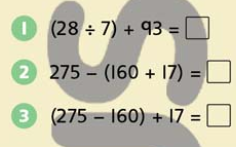 1 (28 ÷ 7) + 93 = □
2 275 – (160 + 17) = □
3 (275 – 160) + 17 = □